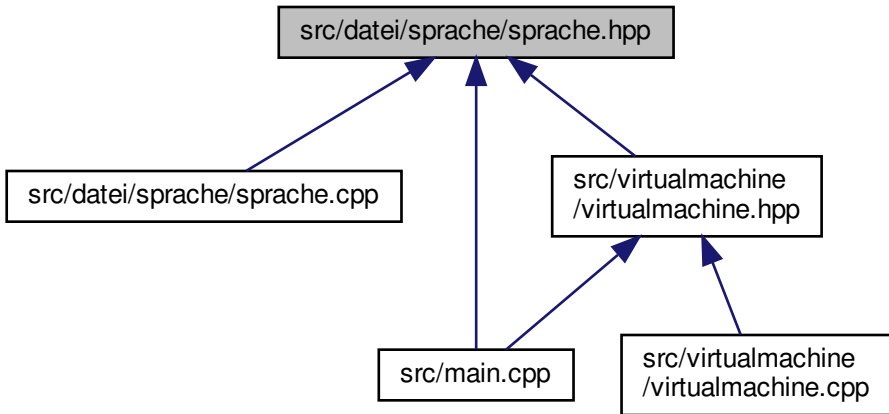 src/datei/sprache/sprache.hpp
src/datei/sprache/sprache.cpp
src/virtualmachine
/virtualmachine.hpp
src/main.cpp
src/virtualmachine
/virtualmachine.cpp